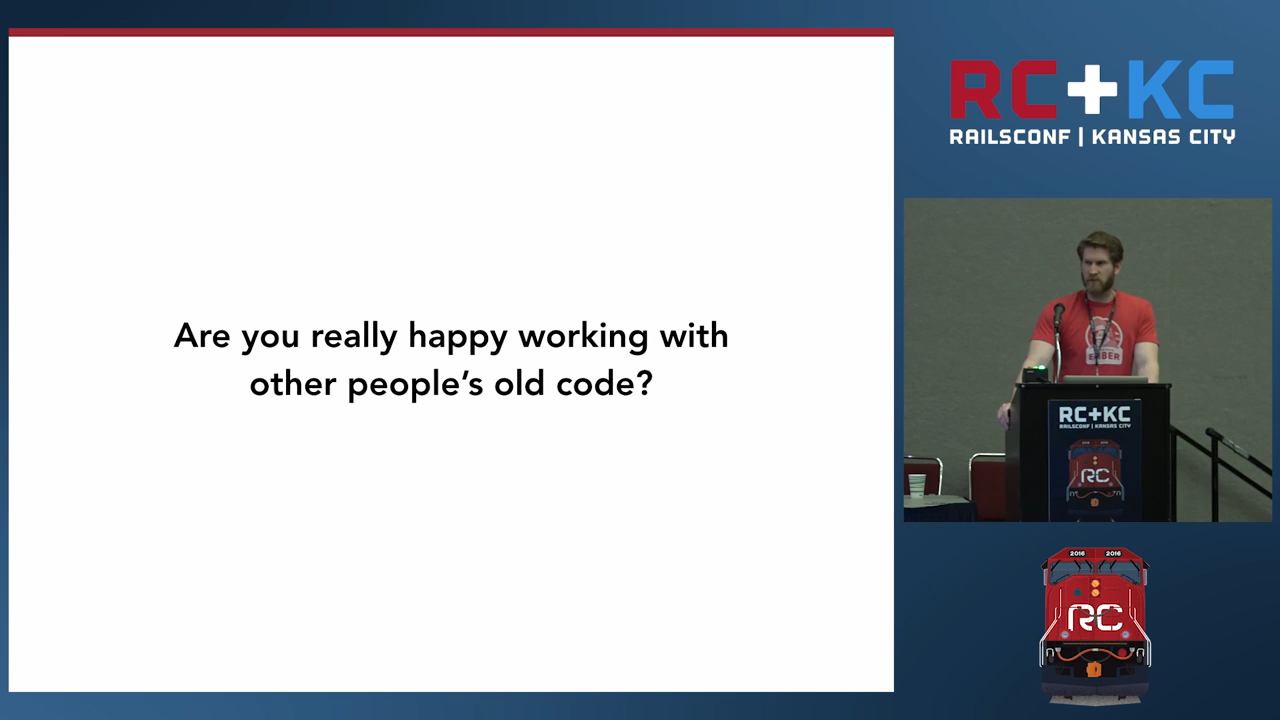 Are you really happy working with
other people’s old code?
RC+KC
RAILSCONF | KANSAS CITY
EMBER
RC+KC
RAILSCONF | KANSAS CITY
RC
2016 2016
RC